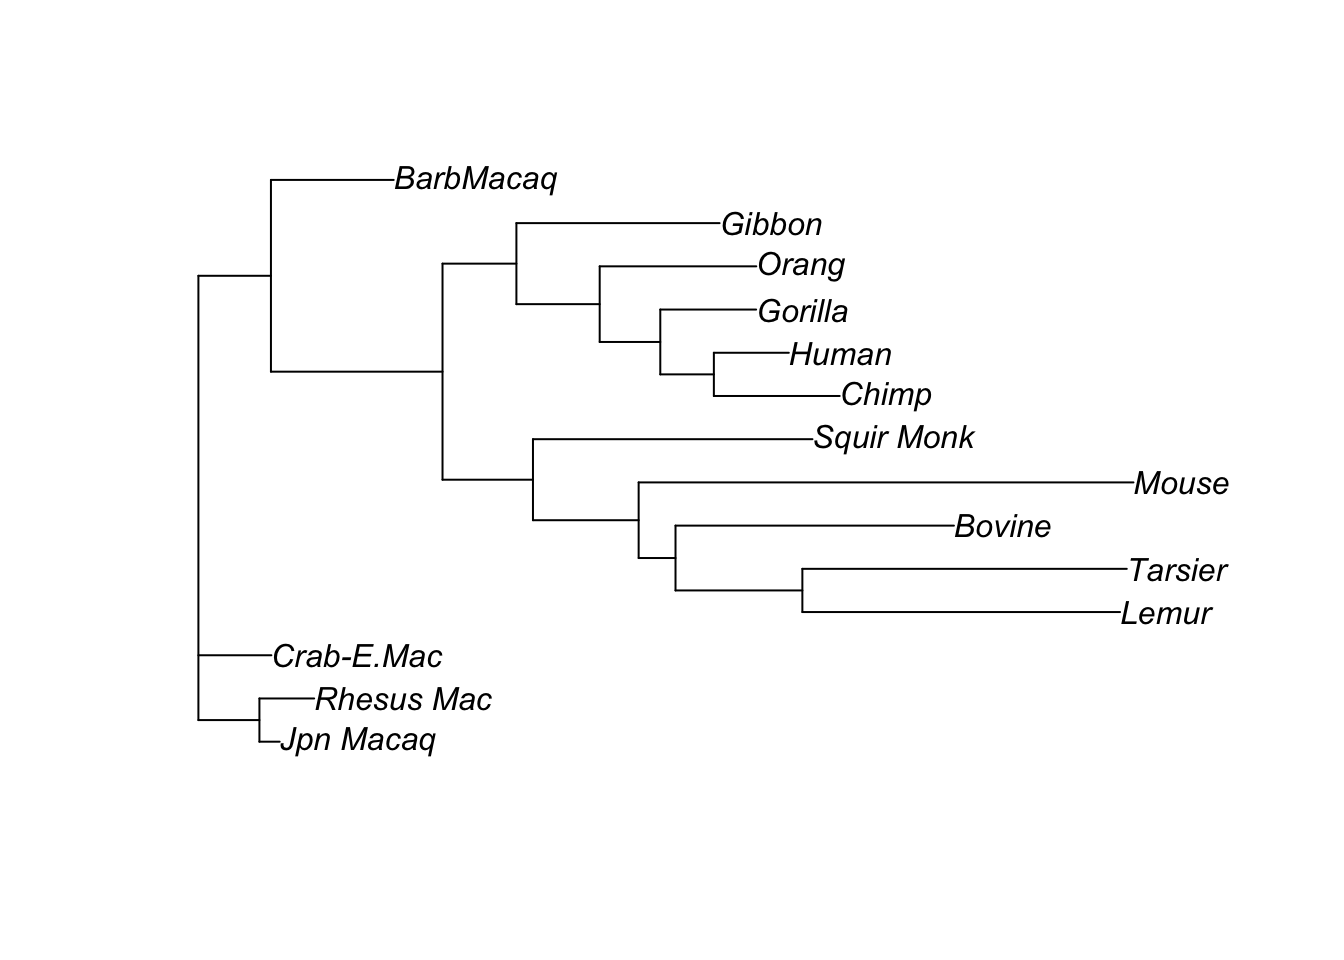 BarbMacaq
Gibbon
Orang
Gorilla
Human
Chimp
Squir Monk
Mouse
Bovine
Tarsier
Lemur
Crab-E.Mac
Rhesus Mac
Jpn Macaq